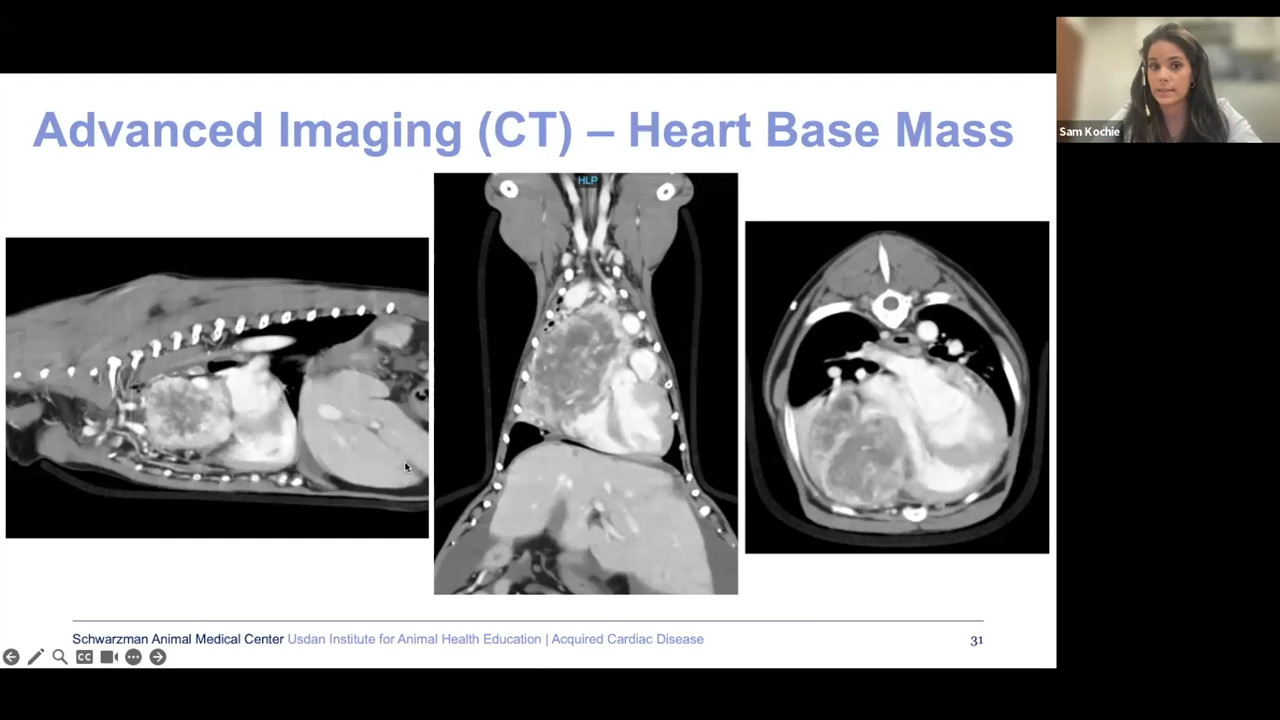 Advanced Imaging (CT) – Heart Base Mass
Sam Kochie
HLP
Schwarzman Animal Medical Center Usdan Institute for Animal Health Education | Acquired Cardiac Disease
31
CC